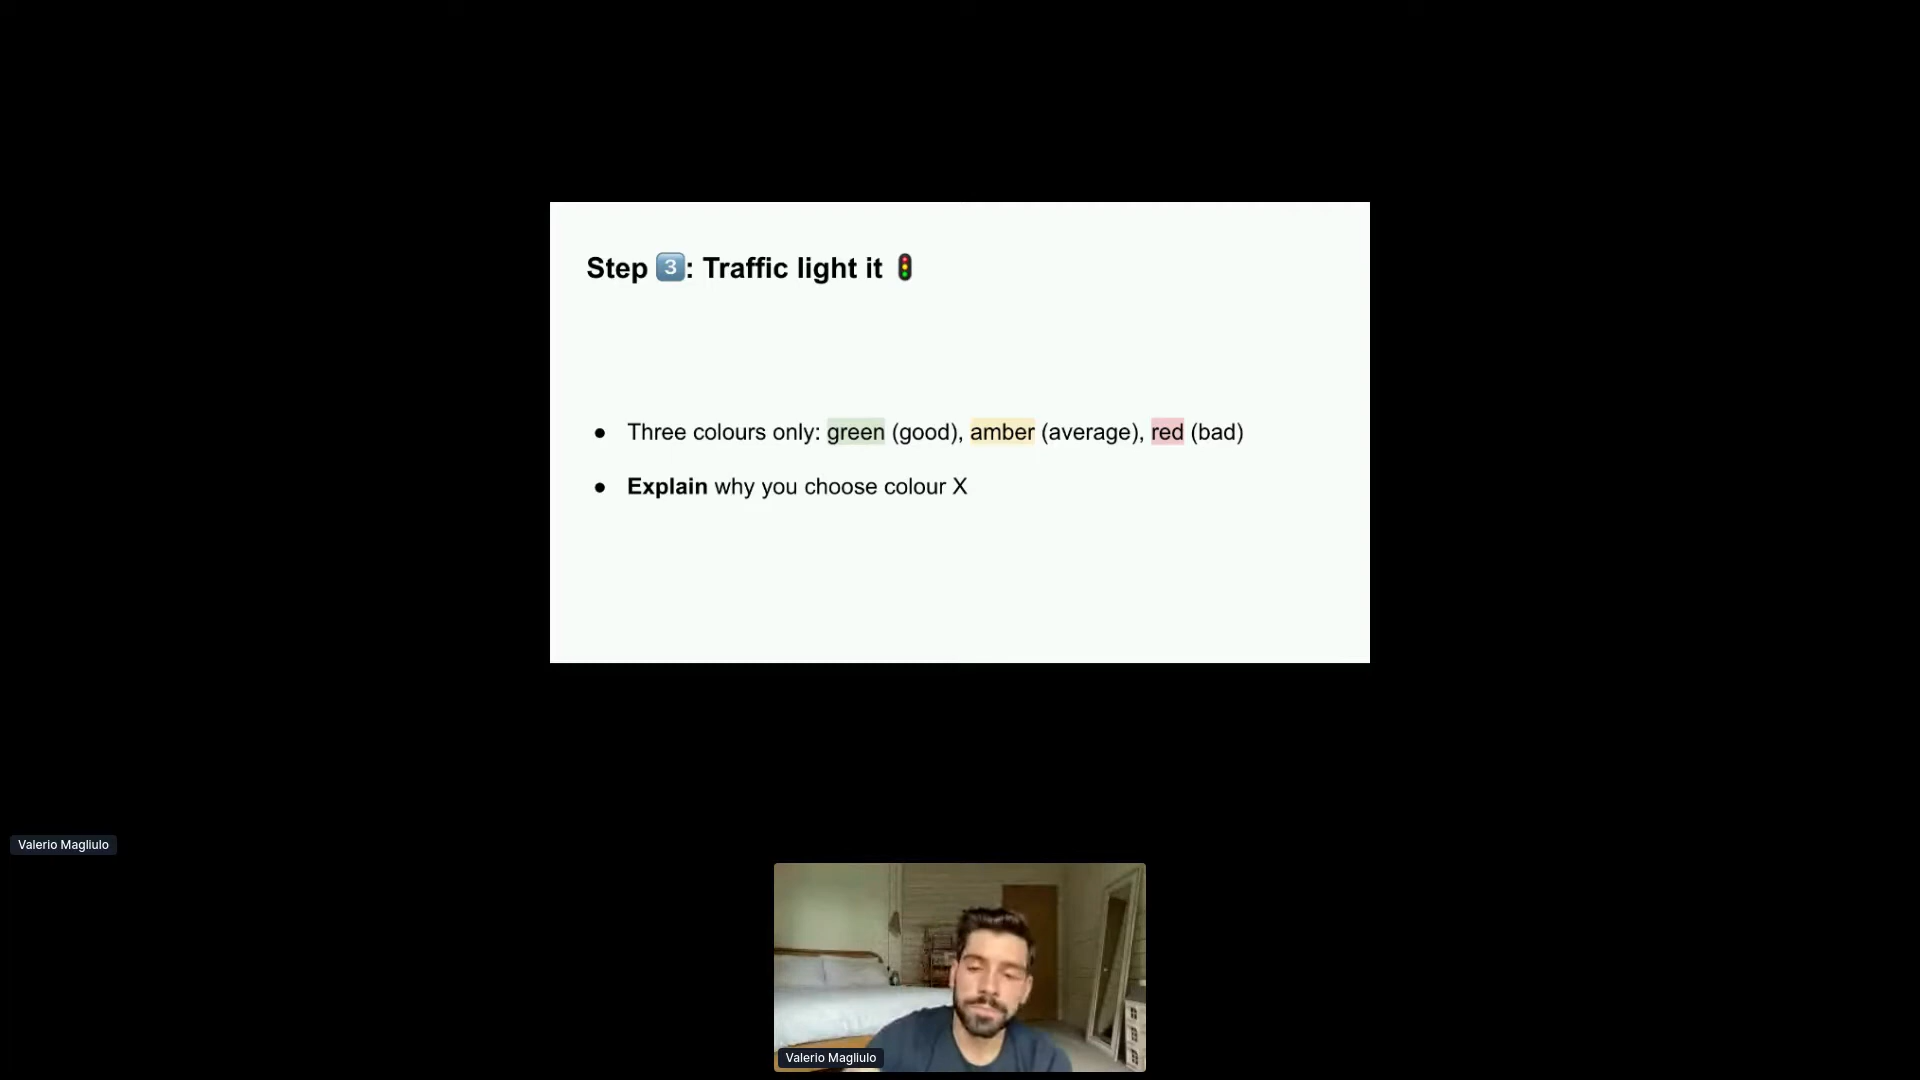 Step 3️⃣: Traffic light it 🚦
● Three colours only: green (good), amber (average), red (bad)
● Explain why you choose colour X
Valerio Magliulo
Valerio Magliulo